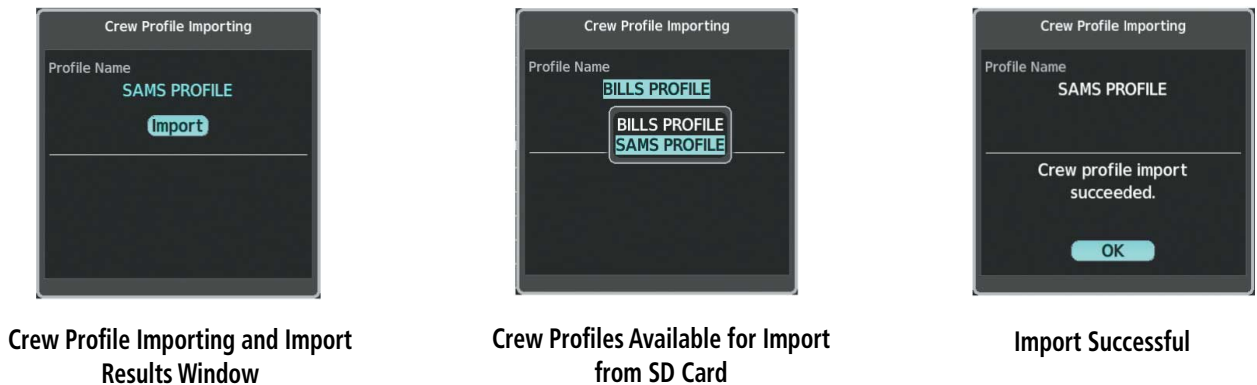 Crew Profile Importing
Profile Name
SAMS PROFILE
Import
Crew Profile Importing and Import
Results Window
Crew Profile Importing
Profile Name
BILLS PROFILE
BILLS PROFILE
SAMS PROFILE
Crew Profiles Available for Import
from SD Card
Crew Profile Importing
Profile Name
SAMS PROFILE
Crew profile import
succeeded.
OK
Import Successful